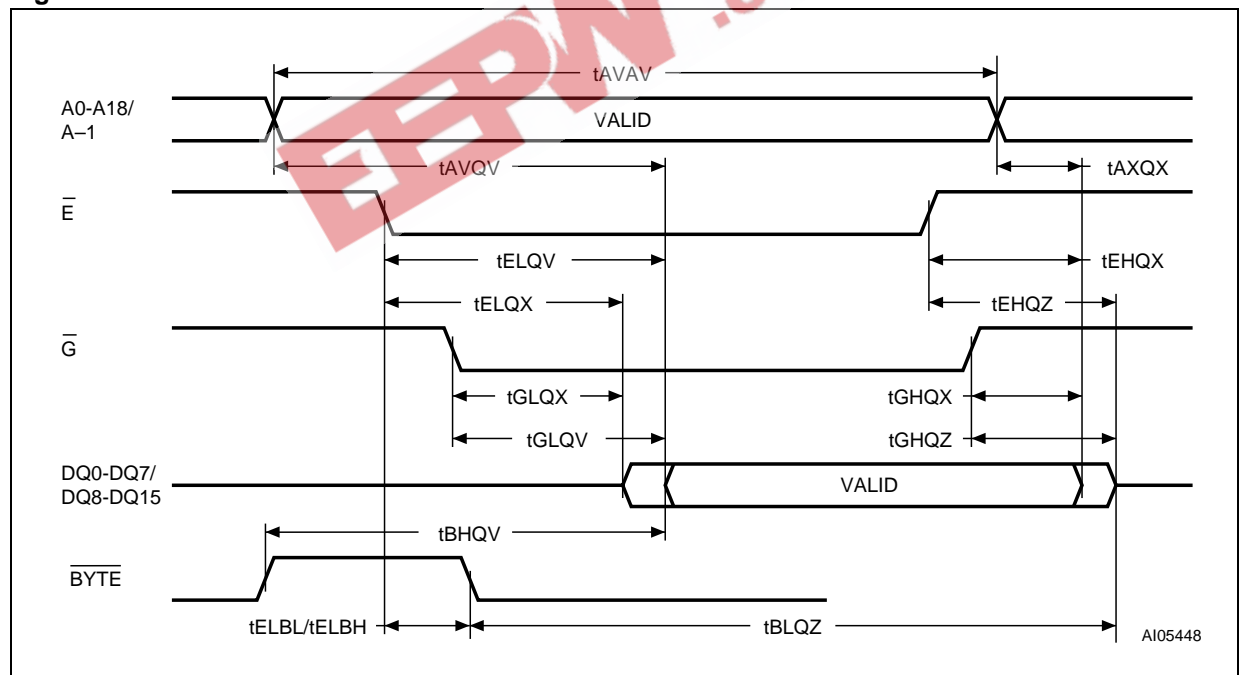 tAVAV
A0-A18/
A–1
VALID
tAVQV
tAXQX
E
tELQV
tEHQX
tELQX
tEHQZ
G
tGLQX
tGHQX
tGLQV
tGHQZ
DQ0-DQ7/
DQ8-DQ15
VALID
tBHQV
BYTE
tELBL/tELBH
tBLQZ
AI05448
EEPW